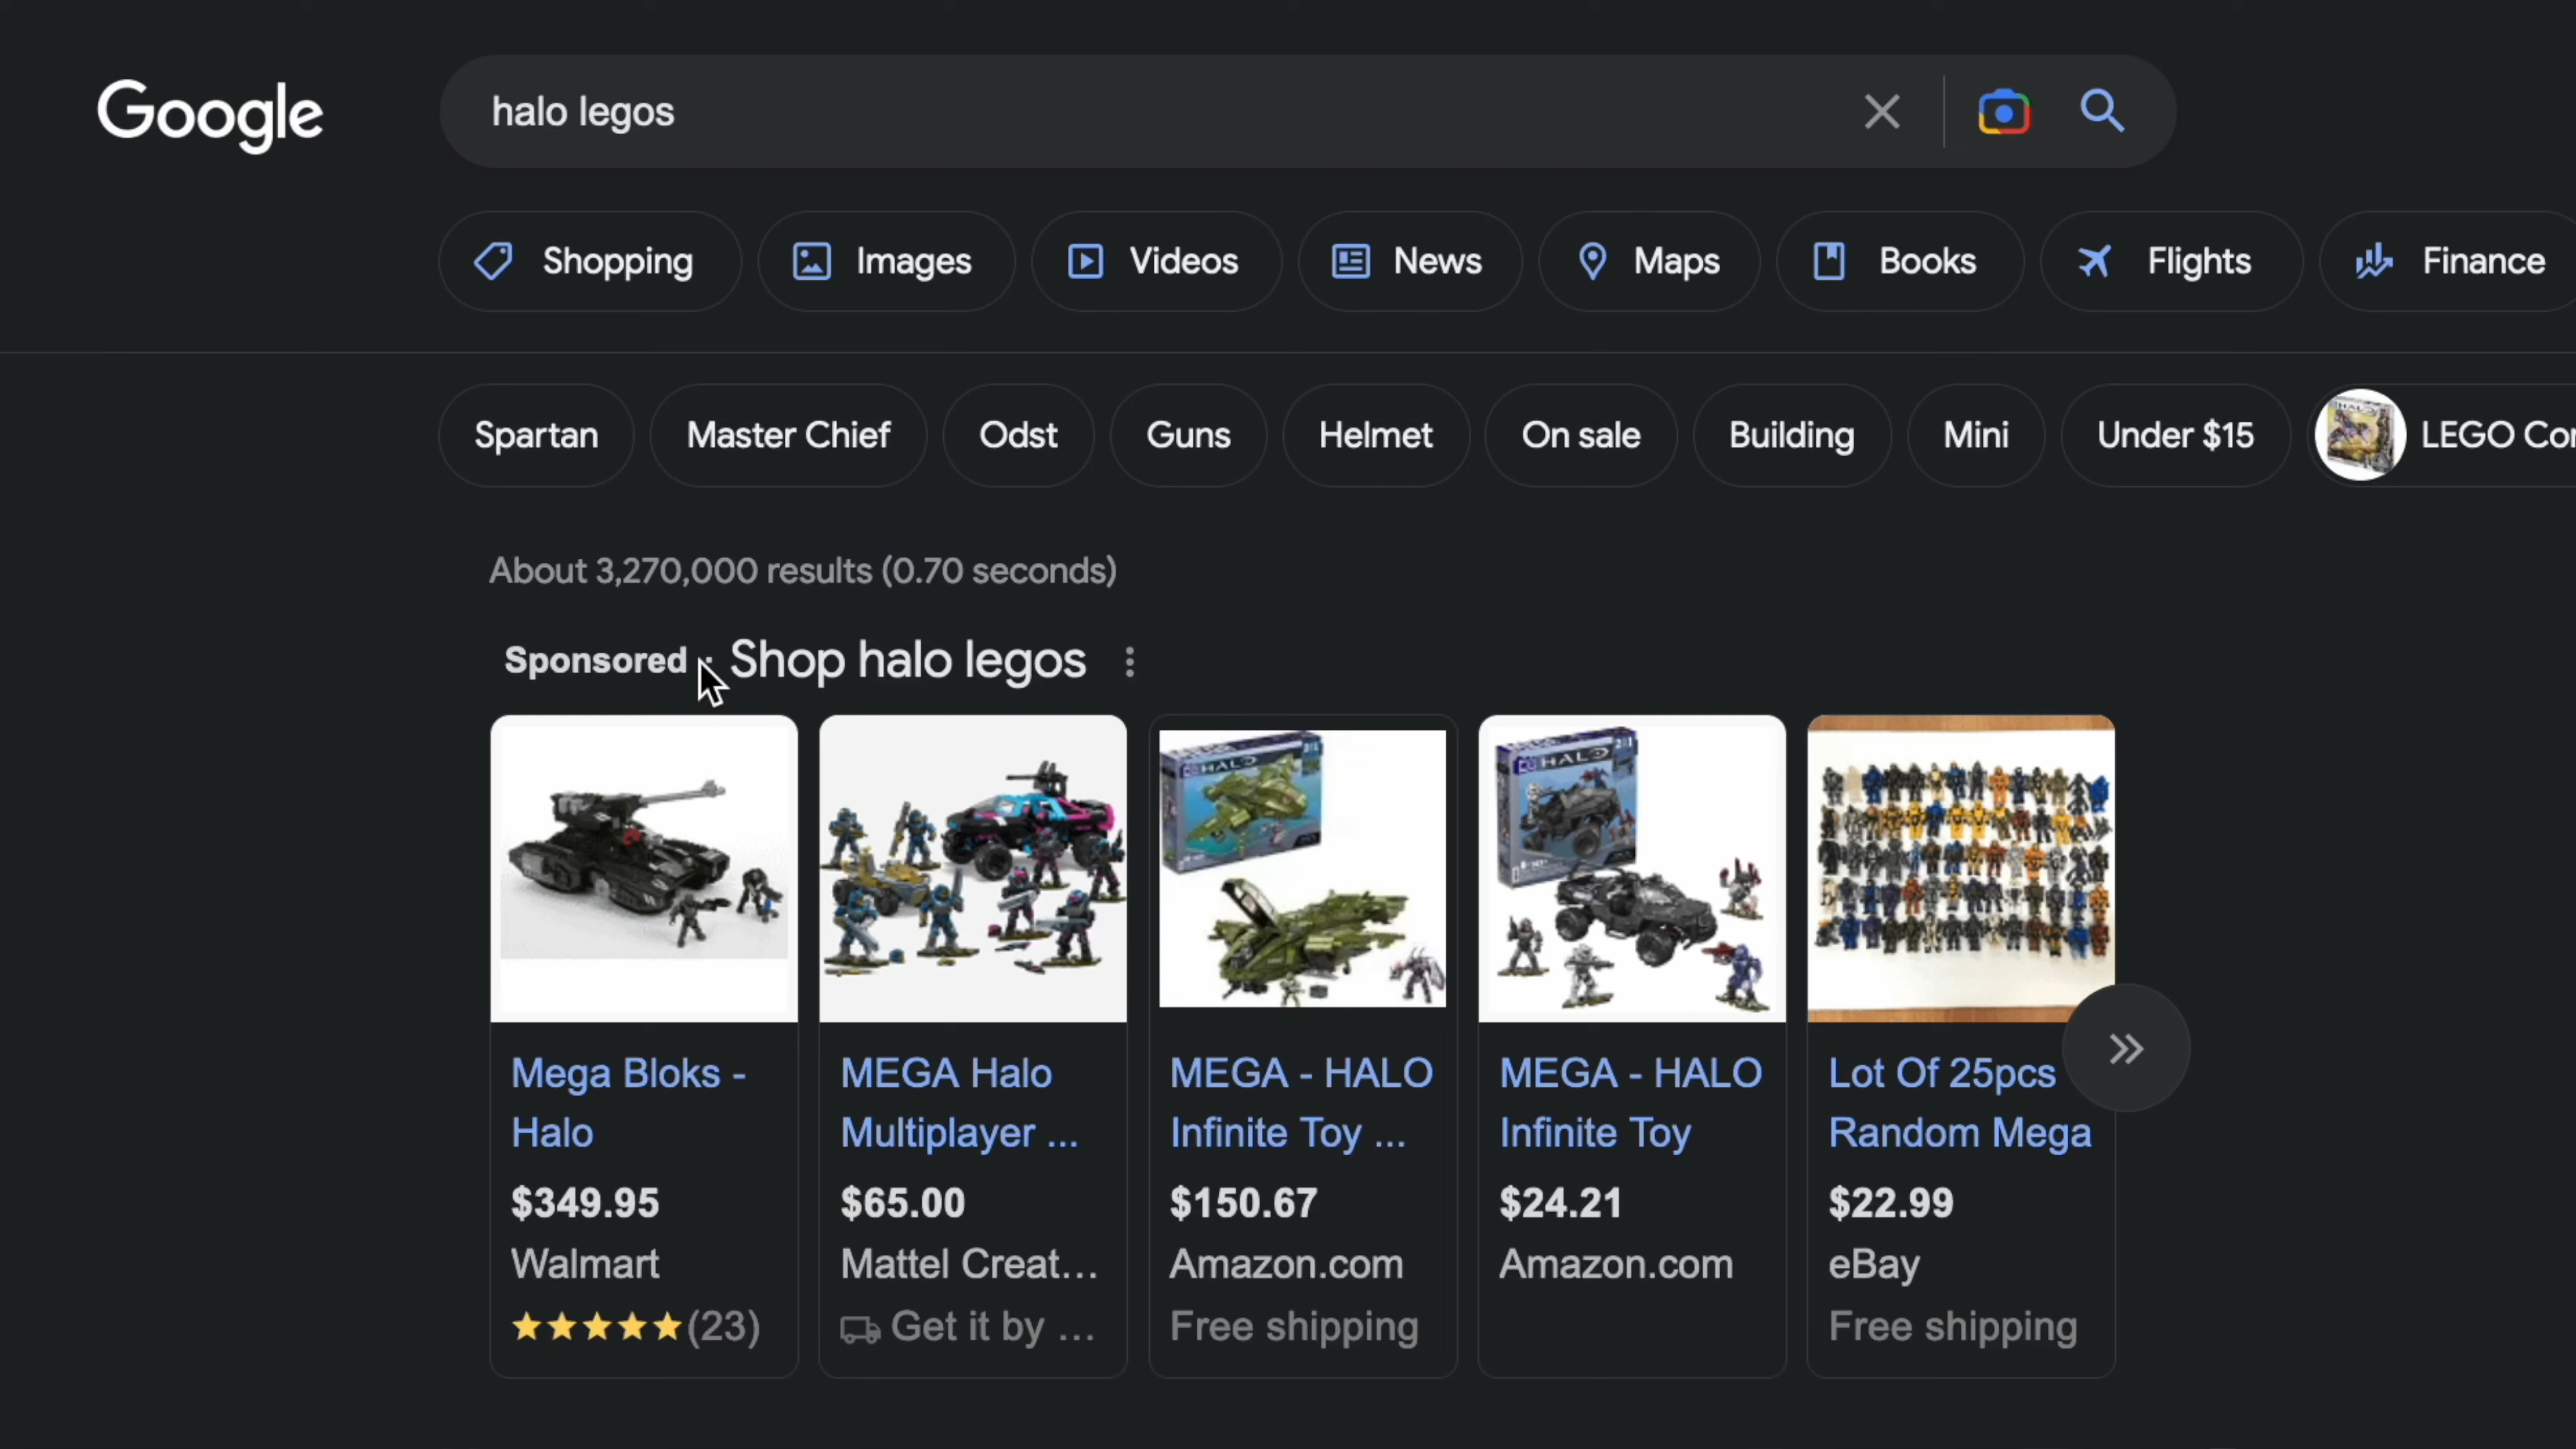 Google
halo legos
Shopping
Images
Videos
News
Maps
Books
Flights
Finance
Spartan
Master Chief
Odst
Guns
Helmet
On sale
Building
Mini
Under $15
LEGO Con
About 3,270,000 results (0.70 seconds)
Sponsored · Shop halo legos
HALO
HALO
Mega Bloks -
Halo
$349.95
Walmart
(23)
MEGA Halo
Multiplayer ...
$65.00
Mattel Creat...
Get it by ...
MEGA - HALO
Infinite Toy ...
$150.67
Amazon.com
Free shipping
MEGA - HALO
Infinite Toy
$24.21
Amazon.com
Lot Of 25pcs
Random Mega
$22.99
eBay
Free shipping